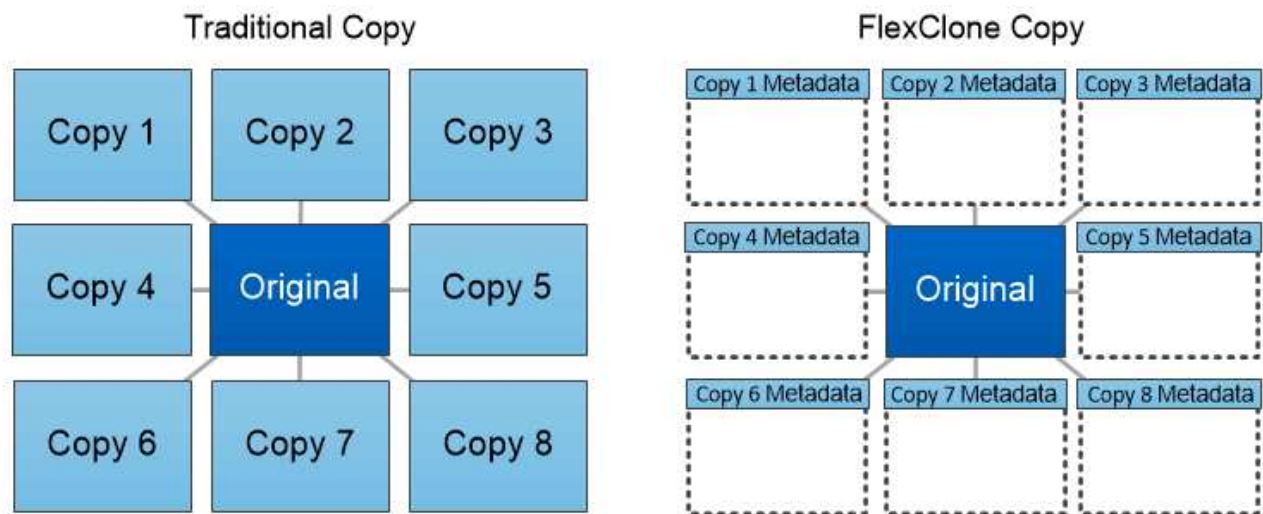 Traditional Copy
Copy 1
Copy 2
Copy 3
Copy 4
Original
Copy 5
Copy 6
Copy 7
Copy 8
FlexClone Copy
Copy 1 Metadata
Copy 2 Metadata
Copy 3 Metadata
Copy 4 Metadata
Original
Copy 5 Metadata
Copy 6 Metadata
Copy 7 Metadata
Copy 8 Metadata